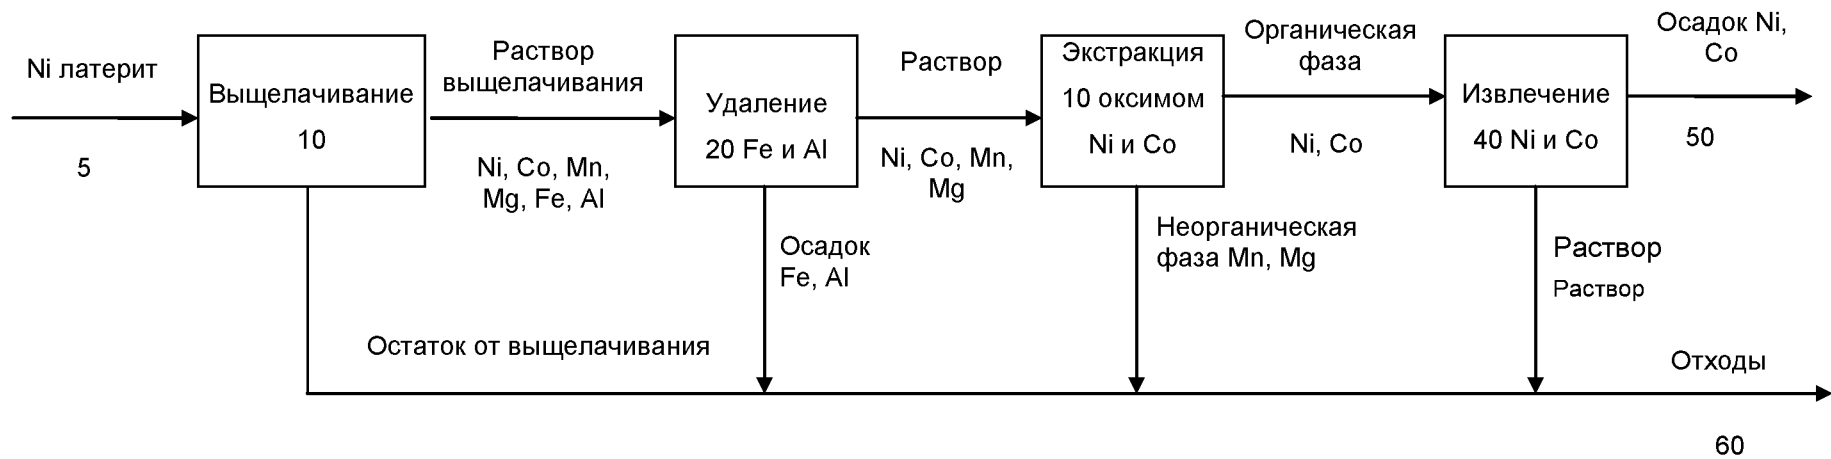 Ni латерит
5
Выщелачивание
10
Раствор
выщелачивания
Ni, Co, Mn,
Mg, Fe, Al
Удаление
20 Fe и Al
Раствор
Ni, Co, Mn,
Mg
Экстракция
10 оксимом
Ni и Co
Органическая
фаза
Ni, Co
Извлечение
40 Ni и Co
Осадок Ni,
Co
50
Осадок
Fe, Al
Неорганическая
фаза Mn, Mg
Раствор
Раствор
Остаток от выщелачивания
Отходы
60